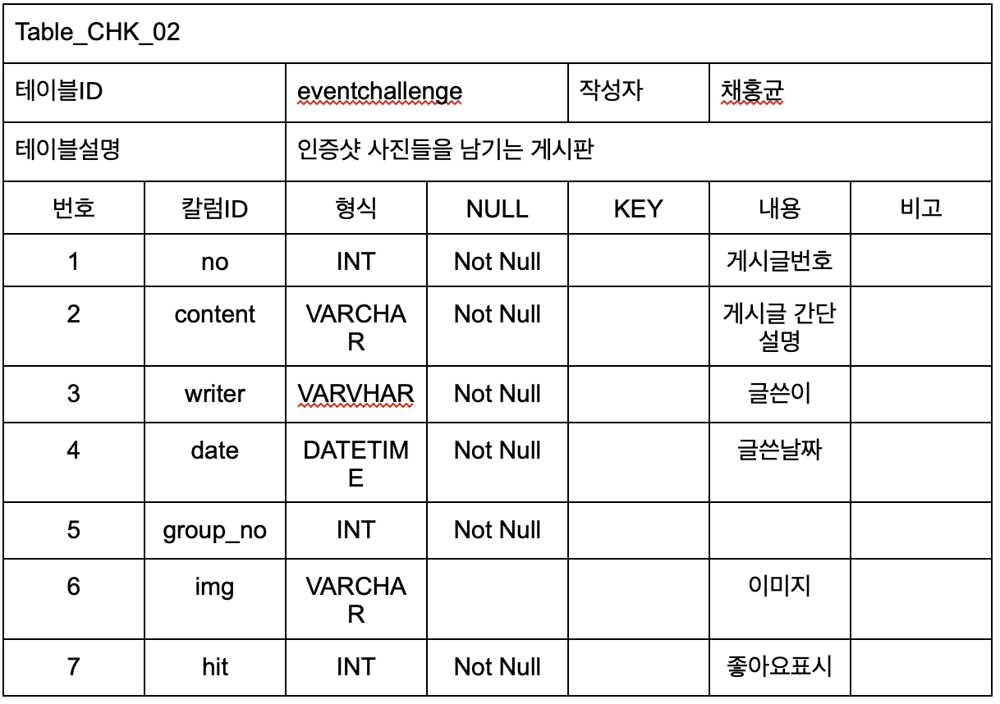 Table_CHK_02
테이블ID eventchallenge 작성자 채홍균
테이블설명 인증샷 사진들을 남기는 게시판
번호 칼럼ID 형식 NULL KEY 내용 비고
1 no INT Not Null 게시글번호
2 content VARCHA Not Null 게시글 간단
R 설명
3 writer VARVHAR Not Null 글쓴이
4 date DATETIM Not Null 글쓴날짜
E
5 group_no INT Not Null
6 img VARCHA 이미지
R
7 hit INT Not Null 좋아요표시